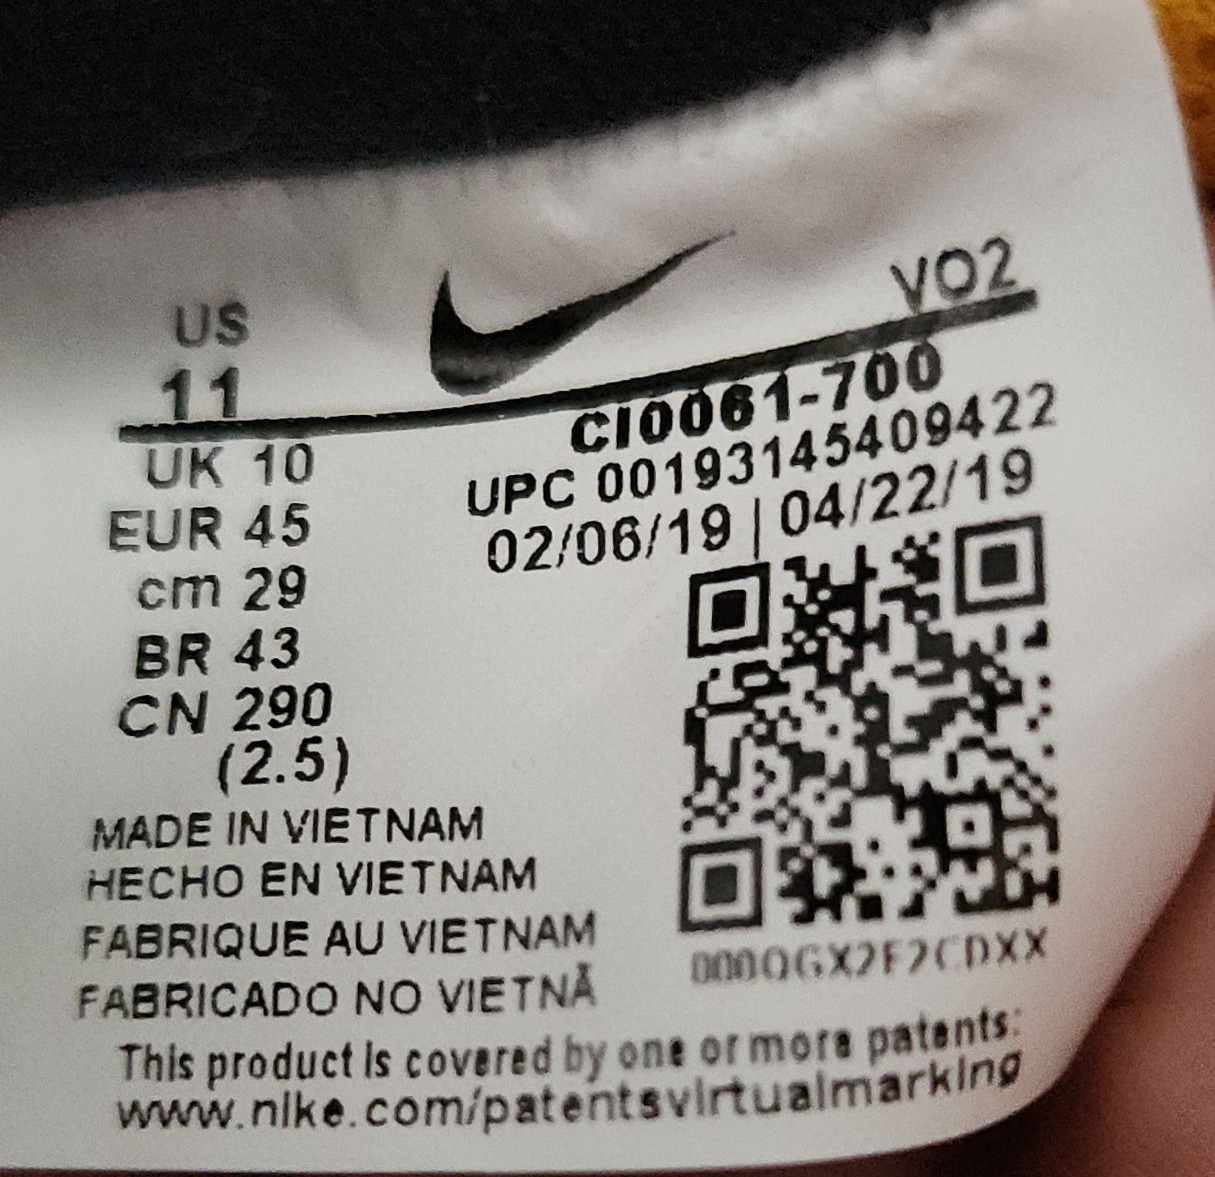 US
11
UK 10
EUR 45
cm 29
BR 43
CN 290
(2.5)
VO2
CI0061-700
UPC 00193145409422
02/06/19 | 04/22/19
MADE IN VIETNAM
HECHO EN VIETNAM
FABRIQUE AU VIETNAM
FABRICADO NO VIETNÃ
000QGX2F2CDXX
This product is covered by one or more patents:
www.nike.com/patentsvirtualmarking